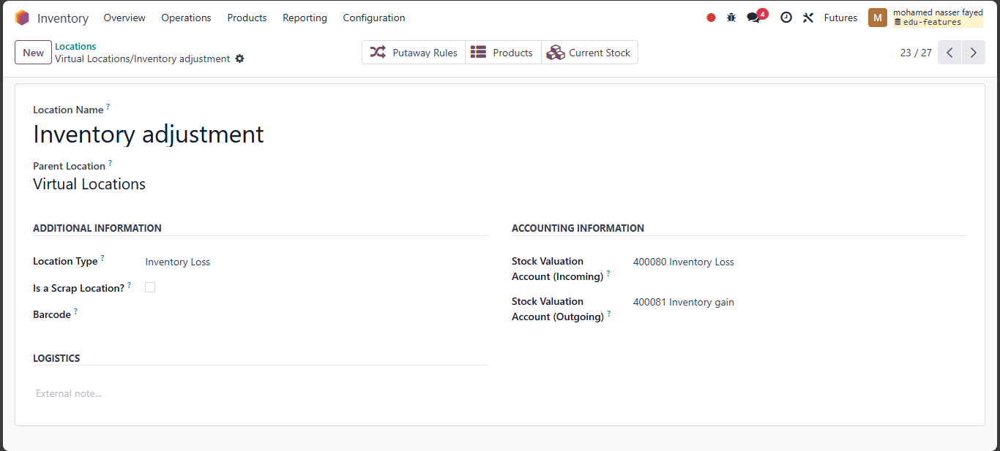 Inventory Overview Operations Products Reporting Configuration 4 Futures M mohamed nasser fayed
edu-features
New Locations
Virtual Locations/Inventory adjustment
Putaway Rules Products Current Stock 23 / 27
Location Name ?
Inventory adjustment
Parent Location ?
Virtual Locations
ADDITIONAL INFORMATION
Location Type ? Inventory Loss
Is a Scrap Location? ?
Barcode ?
ACCOUNTING INFORMATION
Stock Valuation 400080 Inventory Loss
Account (Incoming) ?
Stock Valuation 400081 Inventory gain
Account (Outgoing) ?
LOGISTICS
External note...